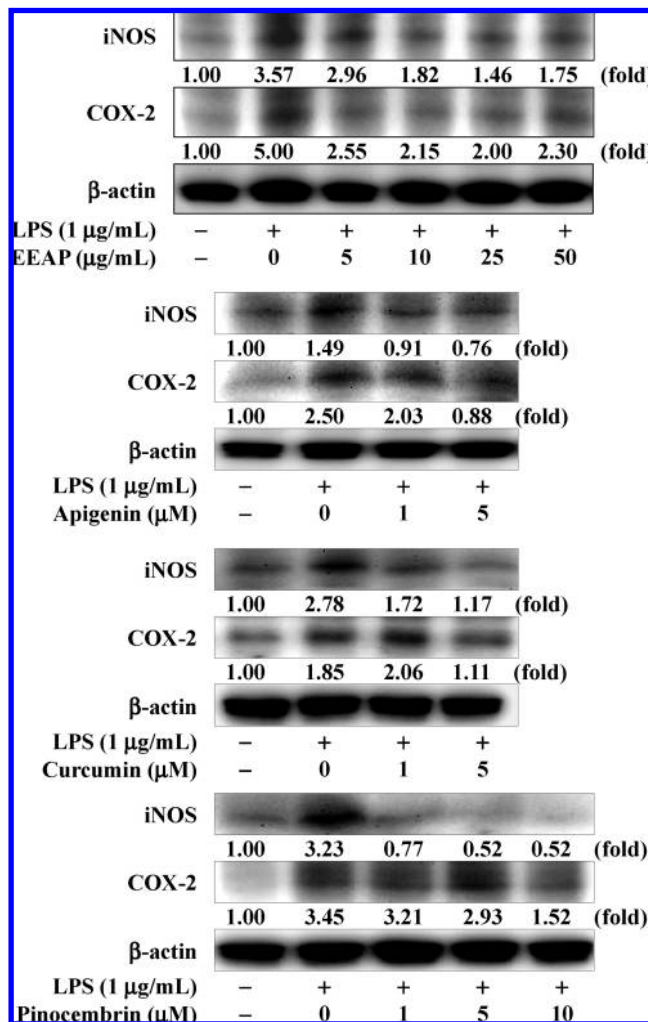 iNOS
1.00 3.57 2.96 1.82 1.46 1.75 (fold)
COX-2
1.00 5.00 2.55 2.15 2.00 2.30 (fold)
β-actin
LPS (1 μg/mL) – + + + + +
EEAP (μg/mL) – 0 5 10 25 50
iNOS
1.00 1.49 0.91 0.76 (fold)
COX-2
1.00 2.50 2.03 0.88 (fold)
β-actin
LPS (1 μg/mL) – + + +
Apigenin (μM) – 0 1 5
iNOS
1.00 2.78 1.72 1.17 (fold)
COX-2
1.00 1.85 2.06 1.11 (fold)
β-actin
LPS (1 μg/mL) – + + +
Curcumin (μM) – 0 1 5
iNOS
1.00 3.23 0.77 0.52 0.52 (fold)
COX-2
1.00 3.45 3.21 2.93 1.52 (fold)
β-actin
LPS (1 μg/mL) – + + + +
Pinocembrin (μM) – 0 1 5 10